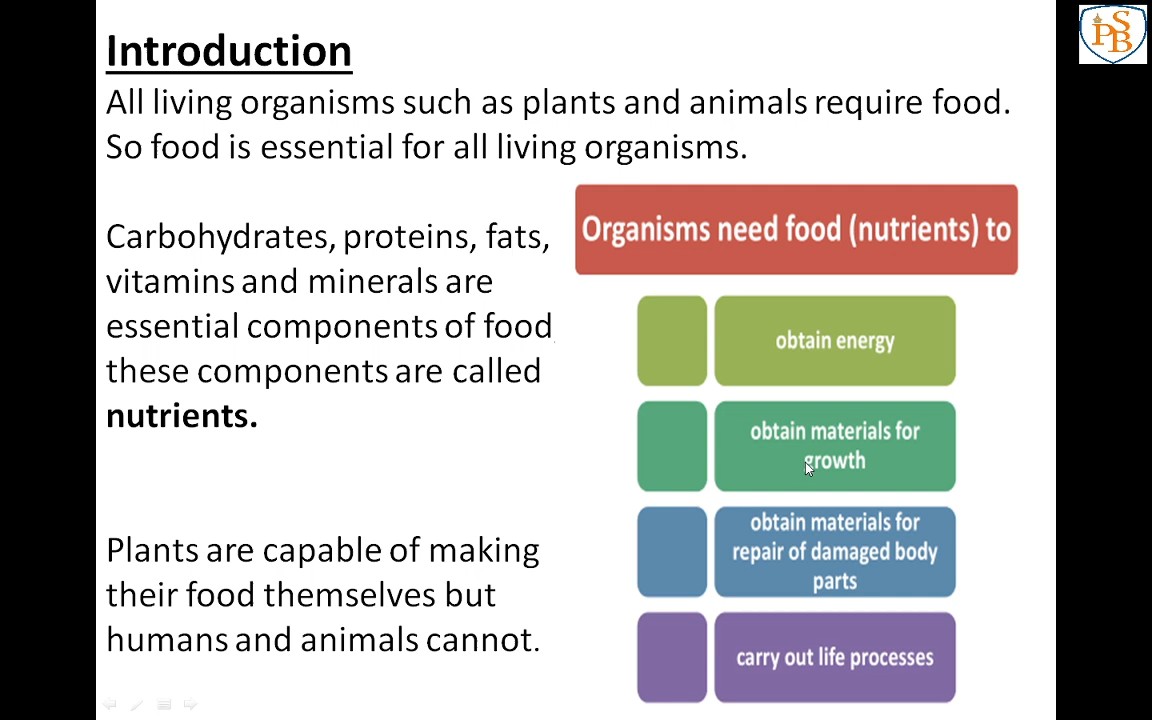 Introduction
All living organisms such as plants and animals require food.
So food is essential for all living organisms.
Carbohydrates, proteins, fats,
vitamins and minerals are
essential components of food
these components are called
nutrients.
Plants are capable of making
their food themselves but
humans and animals cannot.
Organisms need food (nutrients) to
obtain energy
obtain materials for
growth
obtain materials for
repair of damaged body
parts
carry out life processes
PSB